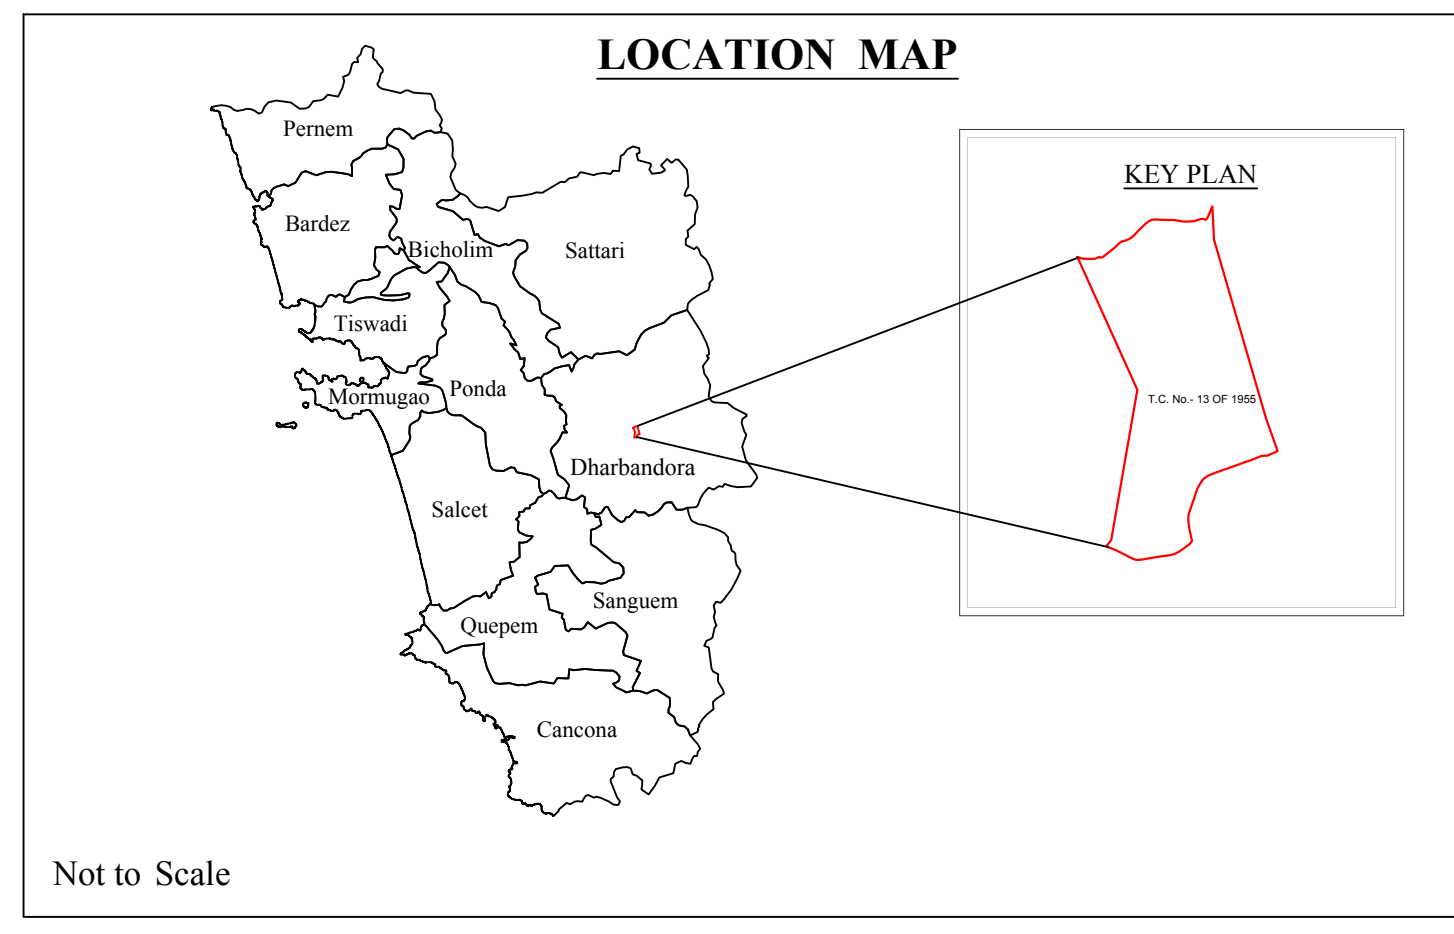 LOCATION MAP
Pernem
Bardez
Bicholim
Sattari
Tiswadi
Mormugao
Ponda
Dharbandora
Salcet
Sanguem
Quepem
Cancona
KEY PLAN
T.C. No.- 13 OF 1955
Not to Scale